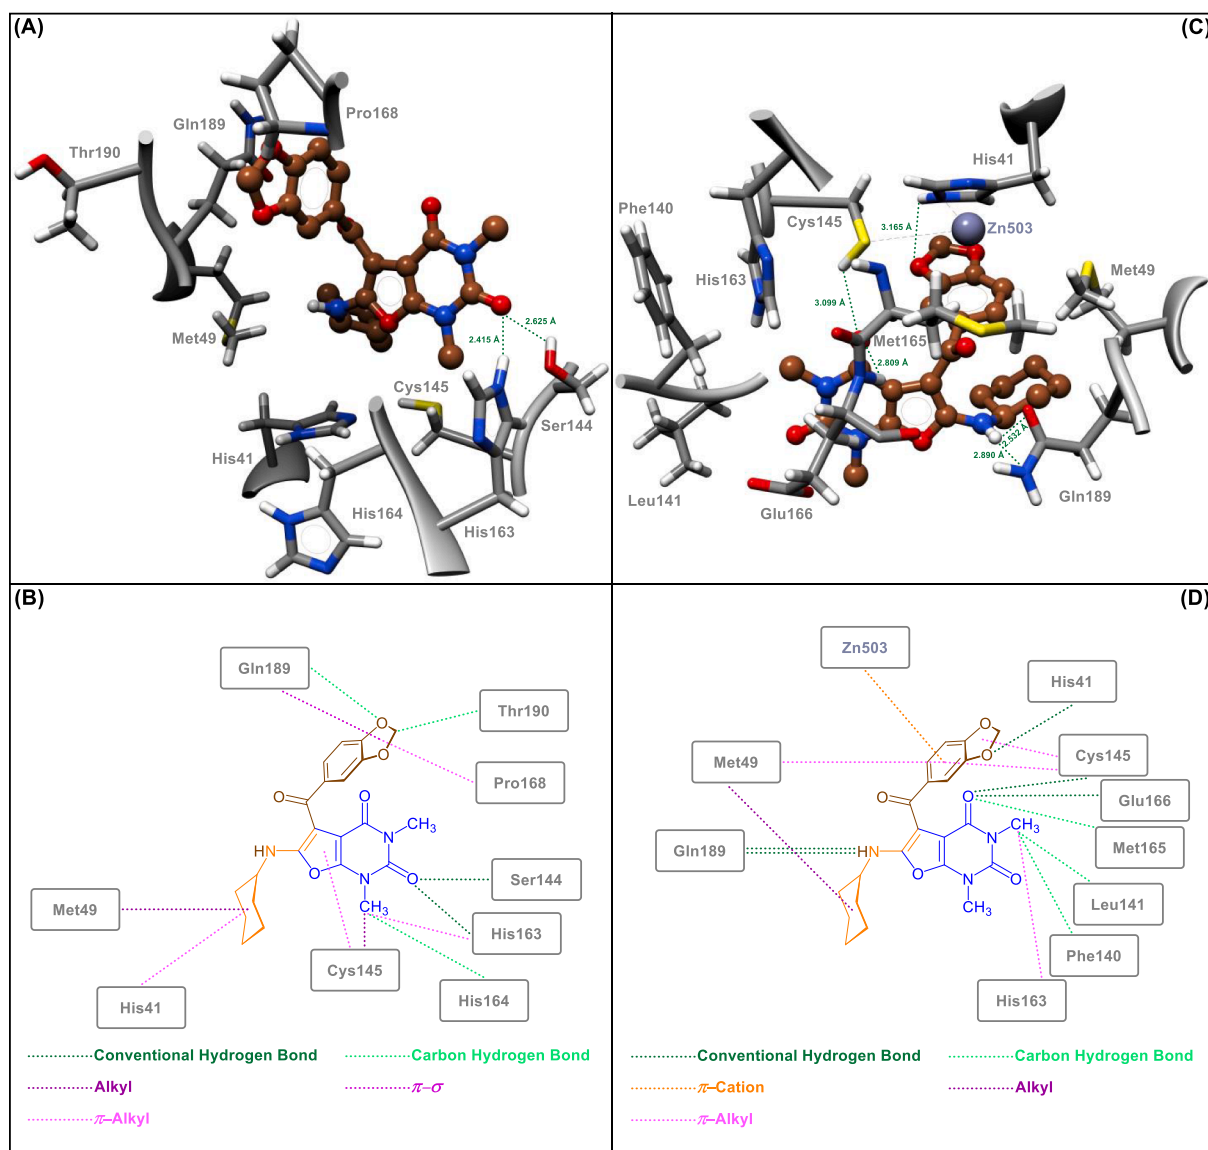 (A)
Pro168
Gln189
Thr190
Met49
2.625 Å
2.415 Å
Cys145
Ser144
His41
His164
His163
(C)
His41
Phe140
Cys145
3.165 Å
Zn503
His163
Met49
3.099 Å
Met165
2.809 Å
2.532 Å
2.890 Å
Leu141
Glu166
Gln189
(B)
Gln189
Thr190
O
O
Pro168
O
O
CH3
N
HN
O
N
O
Ser144
Met49
CH3
His163
Cys145
His41
His164
Conventional Hydrogen Bond
Carbon Hydrogen Bond
Alkyl
π–σ
π–Alkyl
(D)
Zn503
His41
O
Cys145
Met49
O
O
O
Glu166
CH3
N
Met165
Gln189
HN
O
N
O
Leu141
CH3
Phe140
His163
Conventional Hydrogen Bond
Carbon Hydrogen Bond
π–Cation
Alkyl
π–Alkyl